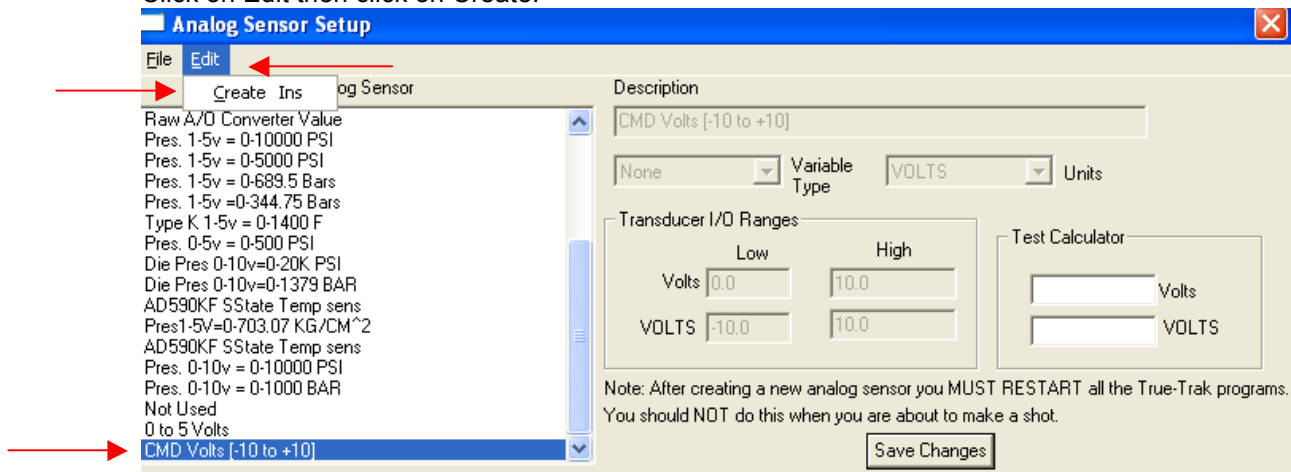 Click on Edit then click on Create.
Analog Sensor Setup
File Edit
Create Ins
og Sensor
Raw A/D Converter Value
Pres. 1-5v = 0-10000 PSI
Pres. 1-5v = 0-5000 PSI
Pres. 1-5v = 0-689.5 Bars
Pres. 1-5v =0-344.75 Bars
Type K 1-5v = 0-1400 F
Pres. 0-5v = 0-500 PSI
Die Pres 0-10v=0-20K PSI
Die Pres 0-10v=0-1379 BAR
AD590KF SState Temp sens
Pres1-5V=0-703.07 KG/CM^2
AD590KF SState Temp sens
Pres. 0-10v = 0-10000 PSI
Pres. 0-10v = 0-1000 BAR
Not Used
0 to 5 Volts
CMD Volts [-10 to +10]
Description
CMD Volts [-10 to +10]
None Variable Type VOLTS Units
Transducer I/O Ranges
Low High
Volts 0.0 10.0
VOLTS -10.0 10.0
Test Calculator
Volts
VOLTS
Note: After creating a new analog sensor you MUST RESTART all the True-Trak programs.
You should NOT do this when you are about to make a shot.
Save Changes